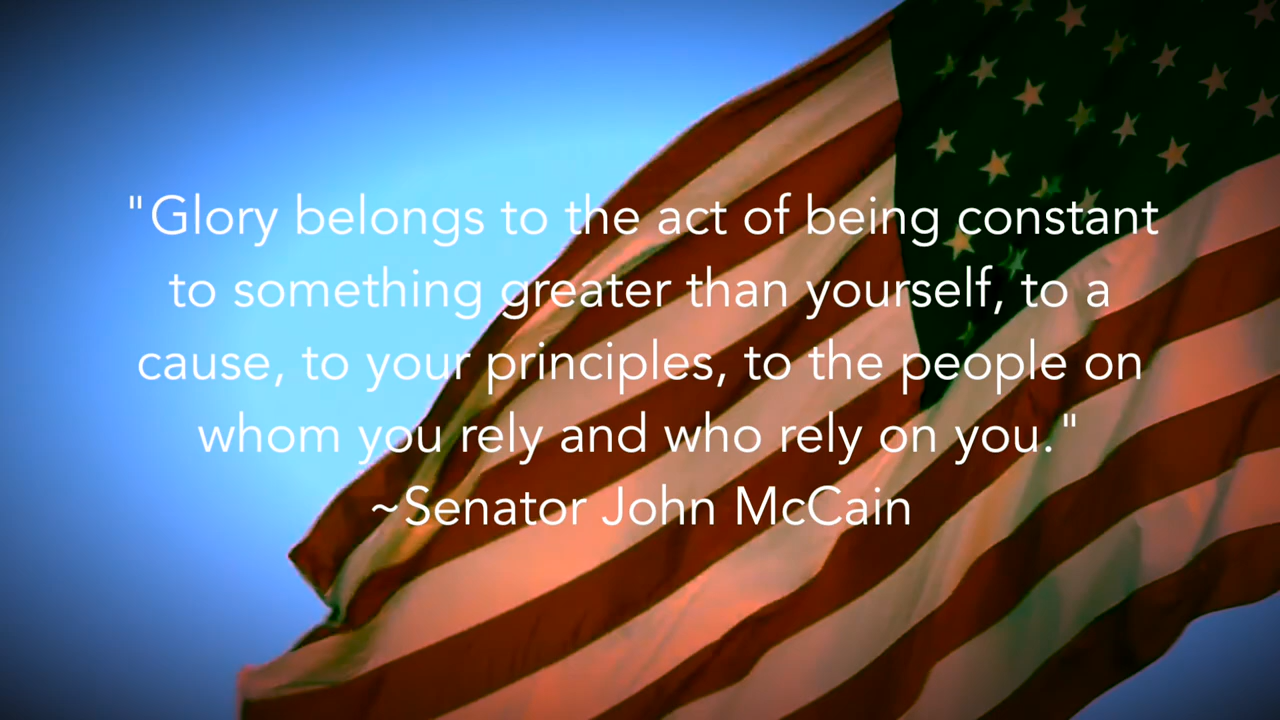 "Glory belongs to the act of being constant
to something greater than yourself, to a
cause, to your principles, to the people on
whom you rely and who rely on you."
~Senator John McCain